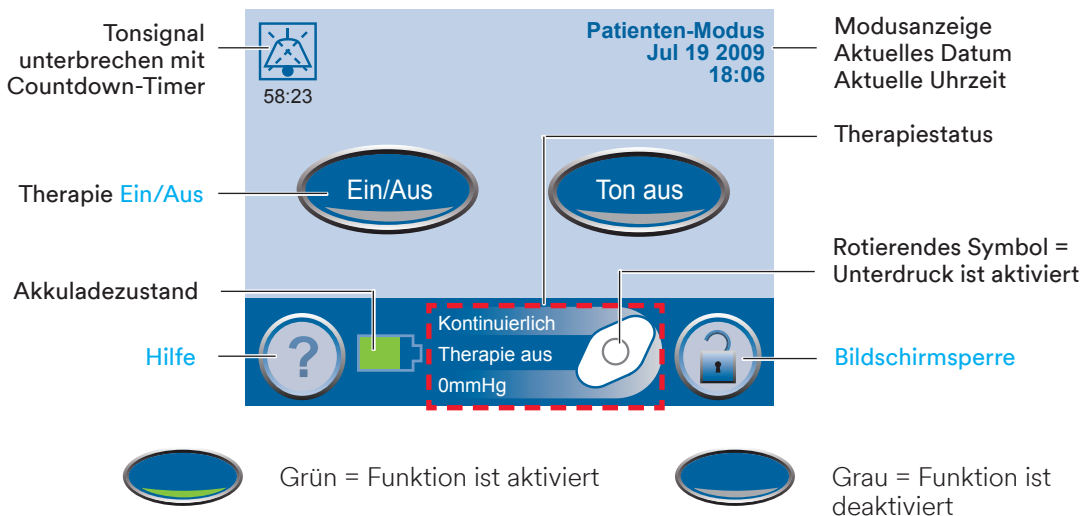 Tonsignal
unterbrechen mit
Countdown-Timer
58:23
Patienten-Modus
Jul 19 2009
18:06
Modusanzeige
Aktuelles Datum
Aktuelle Uhrzeit
Therapiestatus
Therapie Ein/Aus
Ein/Aus
Ton aus
Rotierendes Symbol =
Unterdruck ist aktiviert
Akkuladezustand
Hilfe
?
Kontinuierlich
Therapie aus
0mmHg
Bildschirmsperre
Grün = Funktion ist aktiviert
Grau = Funktion ist
deaktiviert